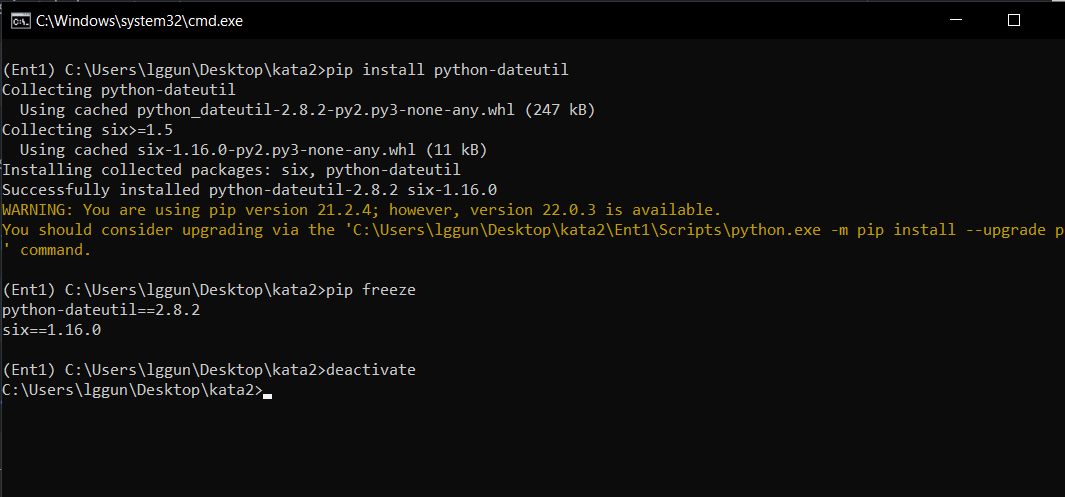 C:\Windows\system32\cmd.exe
(Ent1) C:\Users\lggun\Desktop\kata2>pip install python-dateutil
Collecting python-dateutil
  Using cached python_dateutil-2.8.2-py2.py3-none-any.whl (247 kB)
Collecting six>=1.5
  Using cached six-1.16.0-py2.py3-none-any.whl (11 kB)
Installing collected packages: six, python-dateutil
Successfully installed python-dateutil-2.8.2 six-1.16.0
WARNING: You are using pip version 21.2.4; however, version 22.0.3 is available.
You should consider upgrading via the 'C:\Users\lggun\Desktop\kata2\Ent1\Scripts\python.exe -m pip install --upgrade p
' command.
(Ent1) C:\Users\lggun\Desktop\kata2>pip freeze
python-dateutil==2.8.2
six==1.16.0
(Ent1) C:\Users\lggun\Desktop\kata2>deactivate
C:\Users\lggun\Desktop\kata2>